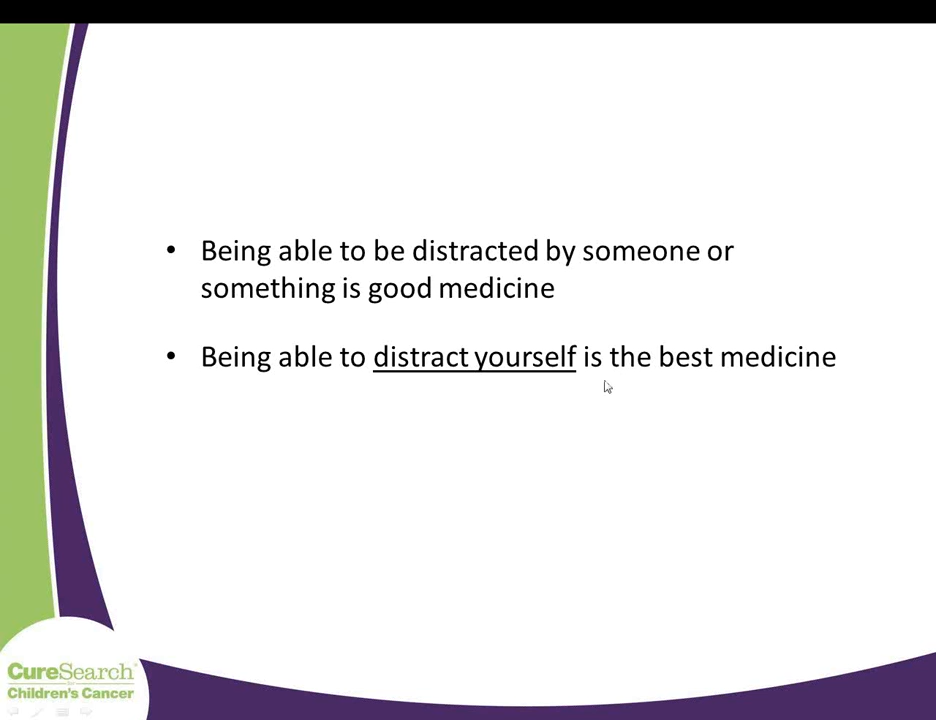 • Being able to be distracted by someone or
something is good medicine
• Being able to distract yourself is the best medicine
CureSearch®
for
Children's Cancer